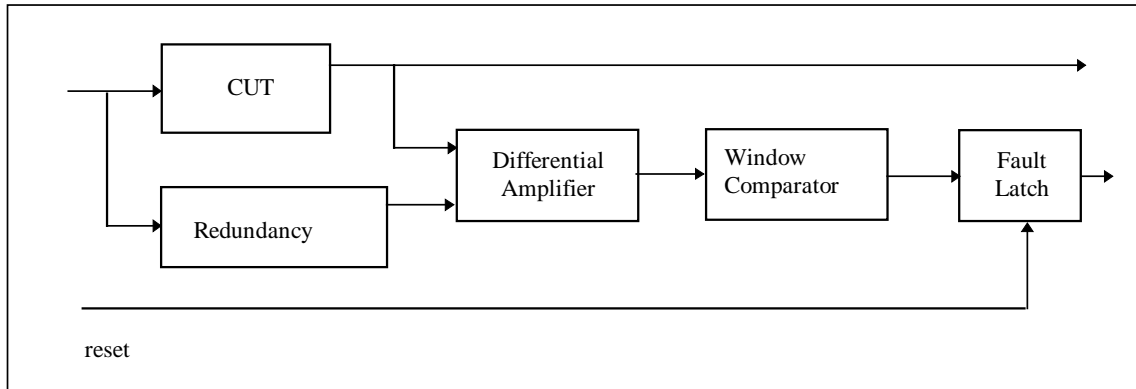 CUT
Differential
Amplifier
Window
Comparator
Fault
Latch
Redundancy
reset